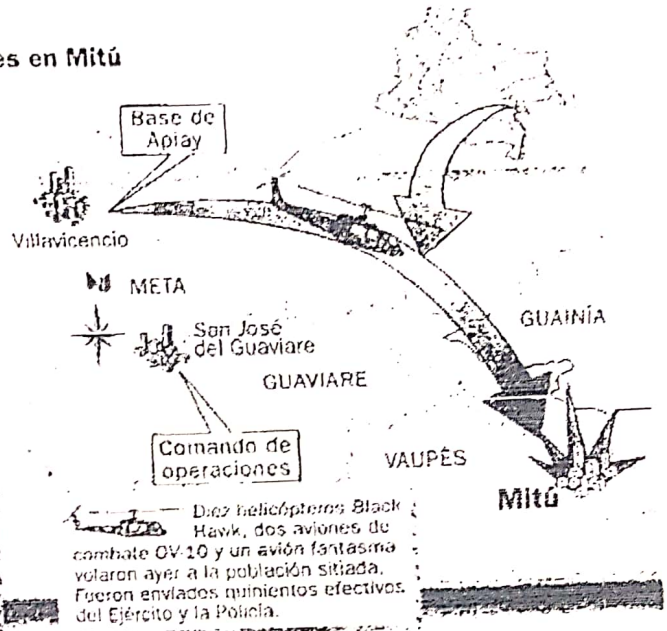 es en Mitú
Base de
Apiay
Villavicencio
N
META
San José
del Guaviare
GUAINÍA
GUAVIARE
Comando de
operaciones
VAUPÉS
Mitú
Diez helicópteros Black
Hawk, dos aviones de
combate OV-10 y un avión fantasma
volaron ayer a la población sitiada.
Fueron enviados quinientos efectivos
del Ejército y la Policía.